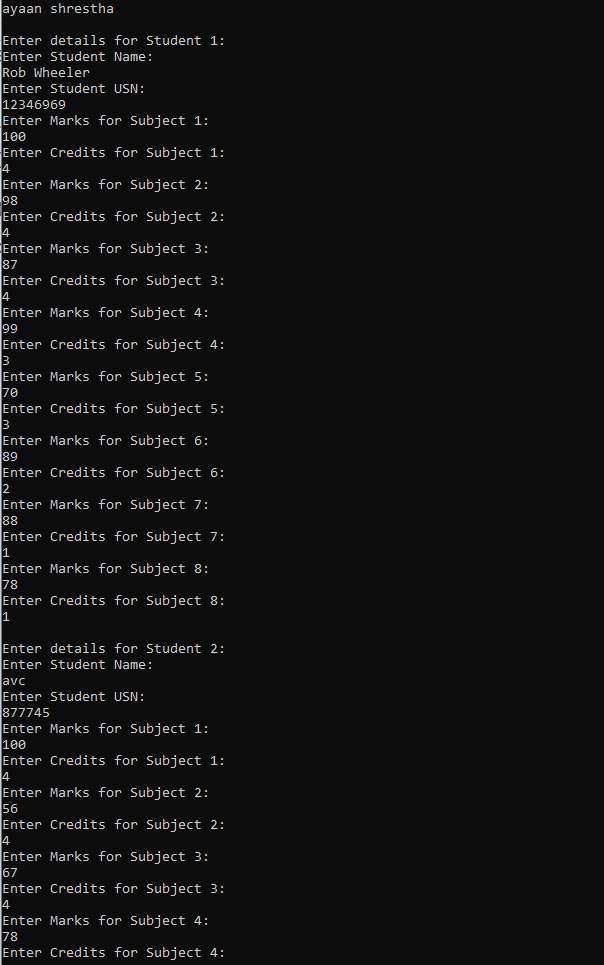 ayaan shrestha
Enter details for Student 1:
Enter Student Name:
Rob Wheeler
Enter Student USN:
12346969
Enter Marks for Subject 1:
100
Enter Credits for Subject 1:
4
Enter Marks for Subject 2:
98
Enter Credits for Subject 2:
4
Enter Marks for Subject 3:
87
Enter Credits for Subject 3:
4
Enter Marks for Subject 4:
99
Enter Credits for Subject 4:
3
Enter Marks for Subject 5:
70
Enter Credits for Subject 5:
3
Enter Marks for Subject 6:
89
Enter Credits for Subject 6:
2
Enter Marks for Subject 7:
88
Enter Credits for Subject 7:
1
Enter Marks for Subject 8:
78
Enter Credits for Subject 8:
1
Enter details for Student 2:
Enter Student Name:
avc
Enter Student USN:
877745
Enter Marks for Subject 1:
100
Enter Credits for Subject 1:
4
Enter Marks for Subject 2:
56
Enter Credits for Subject 2:
4
Enter Marks for Subject 3:
67
Enter Credits for Subject 3:
4
Enter Marks for Subject 4:
78
Enter Credits for Subject 4: